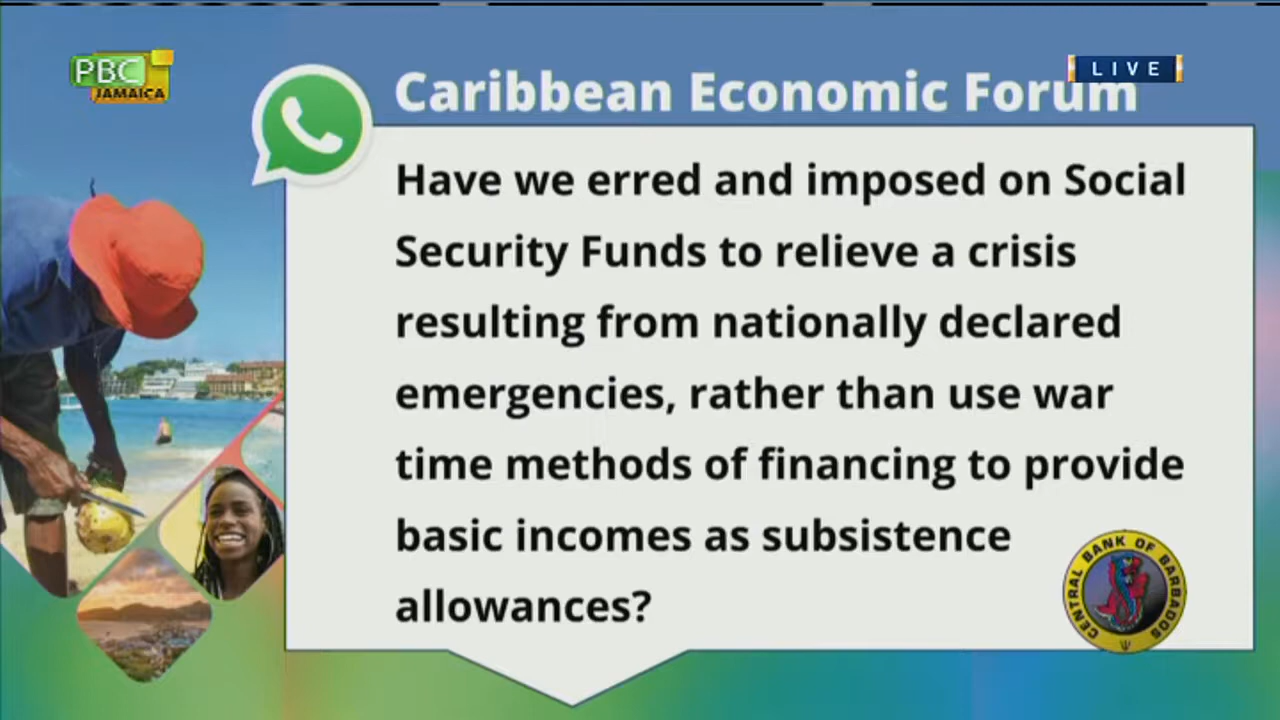 PBC
JAMAICA
LIVE
Caribbean Economic Forum
Have we erred and imposed on Social
Security Funds to relieve a crisis
resulting from nationally declared
emergencies, rather than use war
time methods of financing to provide
basic incomes as subsistence
allowances?
CENTRAL BANK OF BARBADOS